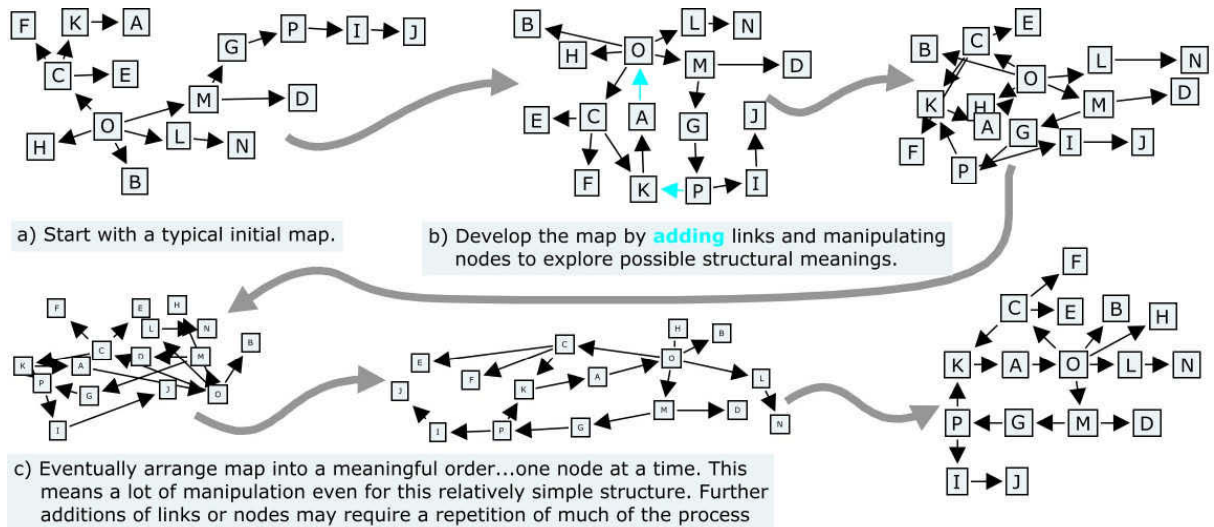 F K A
G P I J
C E
M D
O
H L N
B
a) Start with a typical initial map.
B L N
H O M D
E C A G J
F K P I
b) Develop the map by adding links and manipulating
nodes to explore possible structural meanings.
C E
B O L N
K H M D
A G
F P I J
F E H
L N
C D M B
K A
P G J O
I
H B
C O
E F K A L
J
I P G M D N
F
C E B H
K A O L N
P G M D
I J
c) Eventually arrange map into a meaningful order...one node at a time. This
means a lot of manipulation even for this relatively simple structure. Further
additions of links or nodes may require a repetition of much of the process